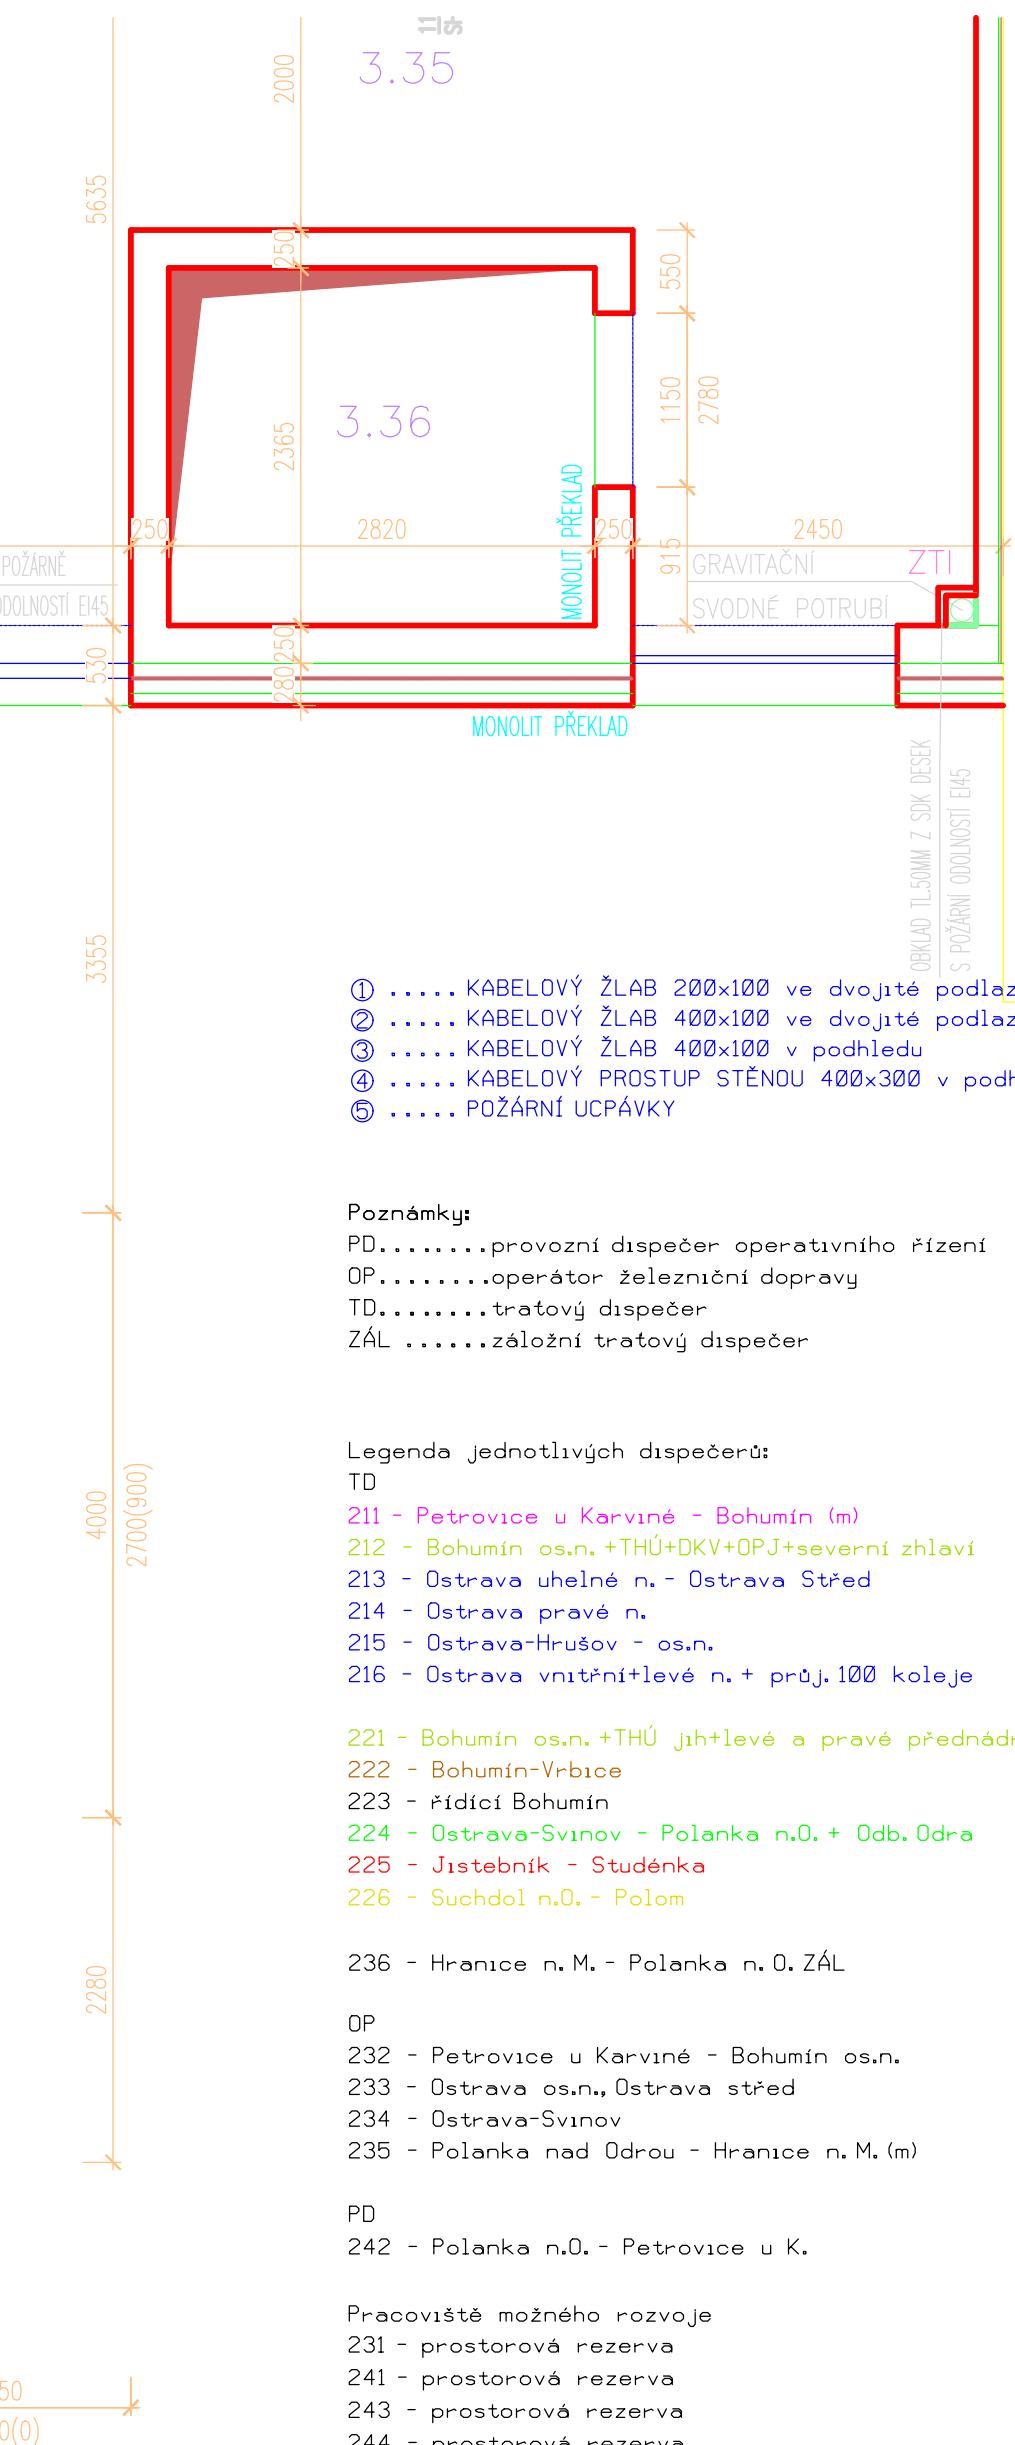 2000
3.35
5635
250
550
1150
2780
3.36
2365
MONOLIT PŘEKLAD
250
2820
250
2450
915
POŽÁRNĚ
GRAVITAČNÍ
ZTI
SVODNÉ POTRUBÍ
530
250
280
MONOLIT PŘEKLAD
OBKLAD TL.50MM Z SDK DESEK
S POŽÁRNÍ ODOLNOSTÍ EI45
3355
① ..... KABELOVÝ ŽLAB 200x100 ve dvojité
② ..... KABELOVÝ ŽLAB 400x100 ve dvojité
③ ..... KABELOVÝ ŽLAB 400x100 v podhledu
④ ..... KABELOVÝ PROSTUP STĚNOU 400x300 v
⑤ ..... POŽÁRNÍ UCPÁVKY
Poznámky:
PD........provozní dispečer operativního řízení
OP........operátor železniční dopravy
TD........traťový dispečer
ZÁL ......záložní traťový dispečer
Legenda jednotlivých dispečerů:
TD
211 - Petrovice u Karviné - Bohumín (m)
212 - Bohumín os.n. +THÚ+DKV+OPJ+severní zhlaví
213 - Ostrava uhelné n. - Ostrava Střed
214 - Ostrava pravé n.
215 - Ostrava-Hrušov - os.n.
216 - Ostrava vnitřní+levé n. + průj. 100 koleje
4000
2700(900)
221 - Bohumín os.n. +THÚ jih+levé a pravé
222 - Bohumín-Vrbice
223 - řídící Bohumín
224 - Ostrava-Svinov - Polanka n.O. + Odb. Odra
225 - Jistebník - Studénka
226 - Suchdol n.O. - Polom
2280
236 - Hranice n. M. - Polanka n. O. ZÁL
OP
232 - Petrovice u Karviné - Bohumín os.n.
233 - Ostrava os.n., Ostrava střed
234 - Ostrava-Svinov
235 - Polanka nad Odrou - Hranice n. M. (m)
PD
242 - Polanka n.O. - Petrovice u K.
Pracoviště možného rozvoje
231 - prostorová rezerva
241 - prostorová rezerva
243 - prostorová rezerva
244 - prostorová rezerva